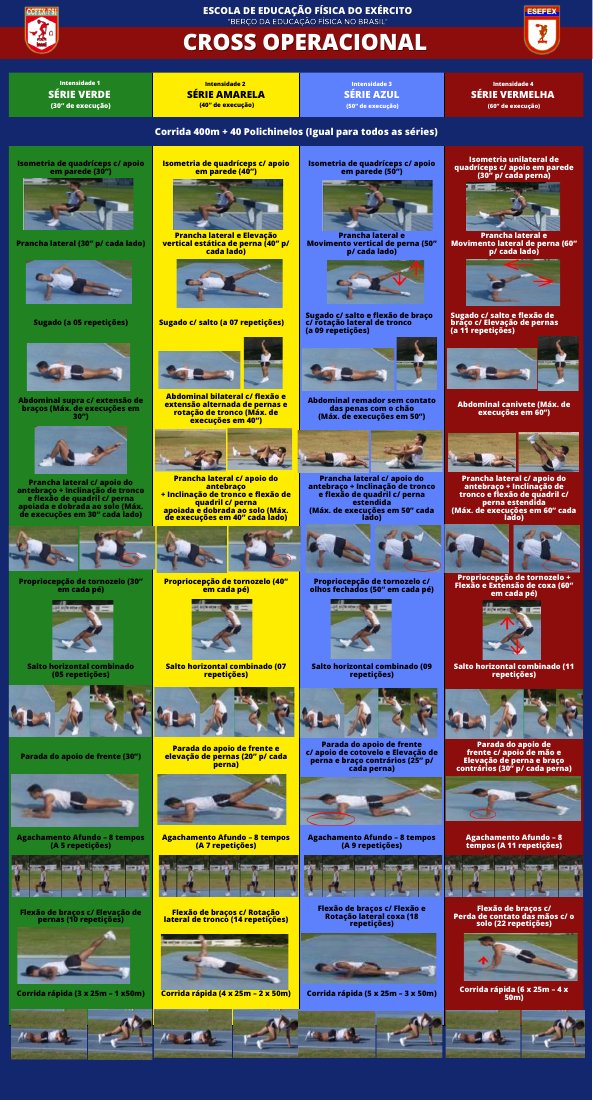 CCFEX-FSJ
ESEFEX
ESCOLA DE EDUCAÇÃO FÍSICA DO EXÉRCITO
"BERÇO DA EDUCAÇÃO FÍSICA NO BRASIL"
CROSS OPERACIONAL
Intensidade 1
SÉRIE VERDE
(30" de execução)
Intensidade 2
SÉRIE AMARELA
(40" de execução)
Intensidade 3
SÉRIE AZUL
(50" de execução)
Intensidade 4
SÉRIE VERMELHA
(60" de execução)
Corrida 400m + 40 Polichinelos (Igual para todos as séries)
Isometria de quadríceps c/ apoio
em parede (30")
Isometria de quadríceps c/ apoio
em parede (40")
Isometria de quadríceps c/ apoio
em parede (50")
Isometria unilateral de
quadríceps c/ apoio em parede
(30" p/ cada perna)
Prancha lateral (30" p/ cada lado)
Prancha lateral e Elevação
vertical estática de perna (40" p/
cada lado)
Prancha lateral e
Movimento vertical de perna (50"
p/ cada lado)
Prancha lateral e
Movimento lateral de perna (60"
p/ cada lado)
Sugado (a 05 repetições)
Sugado c/ salto (a 07 repetições)
Sugado c/ salto e flexão de braço
c/ rotação lateral de tronco
(a 09 repetições)
Sugado c/ salto e flexão de
braço c/ Elevação de pernas
(a 11 repetições)
Abdominal supra c/ extensão de
braços (Máx. de execuções em
30")
Abdominal bilateral c/ flexão e
extensão alternada de pernas e
rotação de tronco (Máx. de
execuções em 40")
Abdominal remador sem contato
das penas com o chão
(Máx. de execuções em 50")
Abdominal canivete (Máx. de
execuções em 60")
Prancha lateral c/ apoio do
antebraço + Inclinação de tronco
e flexão de quadril c/ perna
apoiada e dobrada ao solo (Máx.
de execuções em 30" cada lado)
Prancha lateral c/ apoio do
antebraço
+ Inclinação de tronco e flexão de
quadril c/ perna
apoiada e dobrada ao solo (Máx.
de execuções em 40" cada lado)
Prancha lateral c/ apoio do
antebraço + Inclinação de tronco
e flexão de quadril c/ perna
estendida
(Máx. de execuções em 50" cada
lado)
Prancha lateral c/ apoio do
antebraço + Inclinação de
tronco e flexão de quadril c/
perna estendida
(Máx. de execuções em 60" cada
lado)
Propriocepção de tornozelo (30"
em cada pé)
Propriocepção de tornozelo (40"
em cada pé)
Propriocepção de tornozelo c/
olhos fechados (50" em cada pé)
Propriocepção de tornozelo +
Flexão e Extensão de coxa (60"
em cada pé)
Salto horizontal combinado
(05 repetições)
Salto horizontal combinado (07
repetições)
Salto horizontal combinado (09
repetições)
Salto horizontal combinado (11
repetições)
Parada do apoio de frente (30")
Parada do apoio de frente e
elevação de pernas (20" p/ cada
perna)
Parada do apoio de frente
c/ apoio de cotovelo e Elevação de
perna e braço contrários (25" p/
cada perna)
Parada do apoio de
frente c/ apoio de mão e
Elevação de perna e braço
contrários (30" p/ cada perna)
Agachamento Afundo – 8 tempos
(A 5 repetições)
Agachamento Afundo – 8 tempos
(A 7 repetições)
Agachamento Afundo – 8 tempos
(A 9 repetições)
Agachamento Afundo – 8
tempos (A 11 repetições)
Flexão de braços c/ Elevação de
pernas (10 repetições)
Flexão de braços c/ Rotação
lateral de tronco (14 repetições)
Flexão de braços c/ Flexão e
Rotação lateral coxa (18
repetições)
Flexão de braços c/
Perda de contato das mãos c/ o
solo (22 repetições)
Corrida rápida (3 x 25m – 1 x50m)
Corrida rápida (4 x 25m – 2 x 50m)
Corrida rápida (5 x 25m – 3 x 50m)
Corrida rápida (6 x 25m – 4 x
50m)